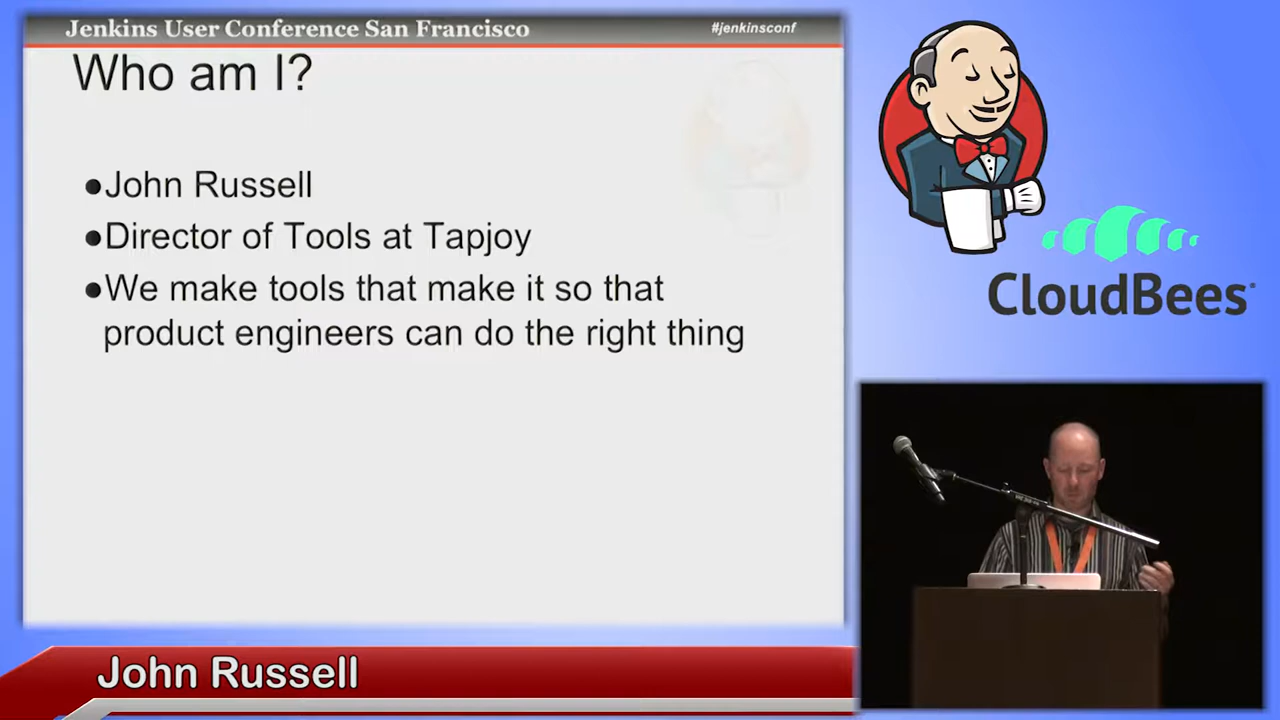 Jenkins User Conference San Francisco
#jenkinsconf
Who am I?
●John Russell
●Director of Tools at Tapjoy
●We make tools that make it so that
product engineers can do the right thing
CloudBees
John Russell